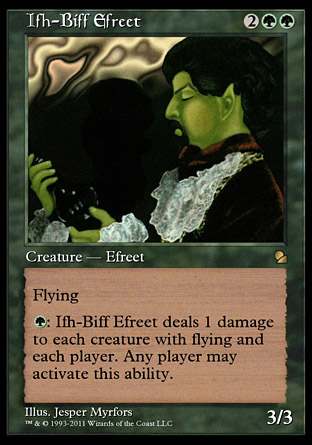 Ifh-Biff Efreet 2
Creature — Efreet
Flying
: Ifh-Biff Efreet deals 1 damage
to each creature with flying and
each player. Any player may
activate this ability.
Illus. Jesper Myrfors
™ & © 1993-2011 Wizards of the Coast LLC
3/3